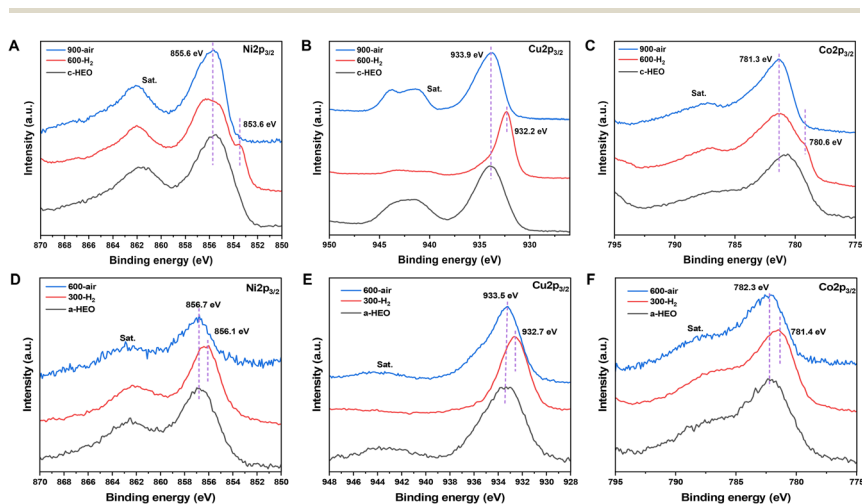 A
900-air
600-H₂
c-HEO
855.6 eV
Ni2p₃/₂
Sat.
853.6 eV
Intensity (a.u.)
870 868 866 864 862 860 858 856 854 852 850
Binding energy (eV)
B
900-air
600-H₂
c-HEO
933.9 eV
Cu2p₃/₂
Sat.
932.2 eV
Intensity (a.u.)
950 945 940 935 930
Binding energy (eV)
C
900-air
600-H₂
c-HEO
781.3 eV
Co2p₃/₂
Sat.
780.6 eV
Intensity (a.u.)
795 790 785 780 775
Binding energy (eV)
D
600-air
300-H₂
a-HEO
856.7 eV
Ni2p₃/₂
856.1 eV
Sat.
Intensity (a.u.)
870 868 866 864 862 860 858 856 854 852 850
Binding energy (eV)
E
600-air
300-H₂
a-HEO
933.5 eV
Cu2p₃/₂
932.7 eV
Sat.
Intensity (a.u.)
948 946 944 942 940 938 936 934 932 930 928
Binding energy (eV)
F
600-air
300-H₂
a-HEO
782.3 eV
Co2p₃/₂
781.4 eV
Sat.
Intensity (a.u.)
795 790 785 780 775
Binding energy (eV)